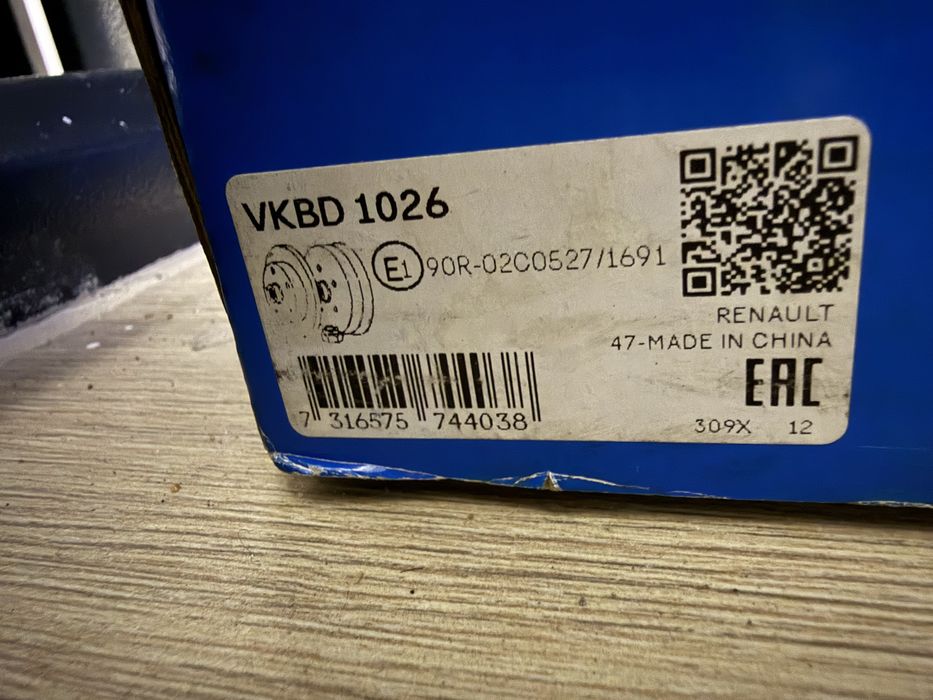 VKBD 1026
E1 90R-02C0527/1691
RENAULT
47-MADE IN CHINA
EAC
7 316575 744038
309X 12